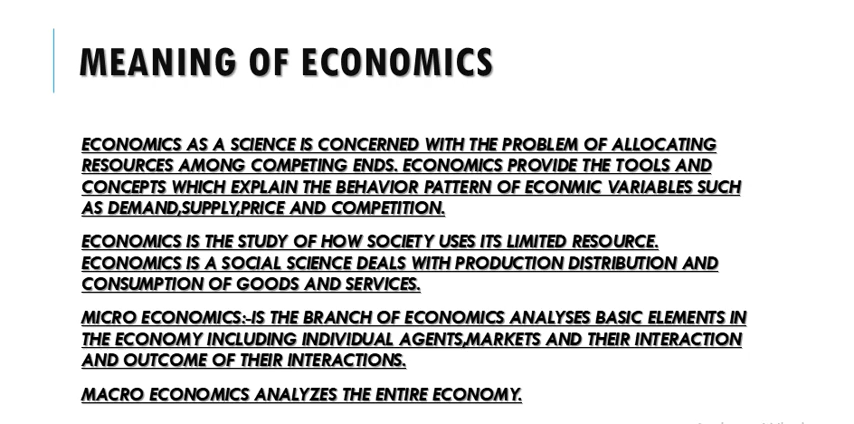 MEANING OF ECONOMICS
ECONOMICS AS A SCIENCE IS CONCERNED WITH THE PROBLEM OF ALLOCATING
RESOURCES AMONG COMPETING ENDS. ECONOMICS PROVIDE THE TOOLS AND
CONCEPTS WHICH EXPLAIN THE BEHAVIOR PATTERN OF ECONMIC VARIABLES SUCH
AS DEMAND,SUPPLY,PRICE AND COMPETITION.
ECONOMICS IS THE STUDY OF HOW SOCIETY USES ITS LIMITED RESOURCE.
ECONOMICS IS A SOCIAL SCIENCE DEALS WITH PRODUCTION DISTRIBUTION AND
CONSUMPTION OF GOODS AND SERVICES.
MICRO ECONOMICS:-IS THE BRANCH OF ECONOMICS ANALYSES BASIC ELEMENTS IN
THE ECONOMY INCLUDING INDIVIDUAL AGENTS,MARKETS AND THEIR INTERACTION
AND OUTCOME OF THEIR INTERACTIONS.
MACRO ECONOMICS ANALYZES THE ENTIRE ECONOMY.